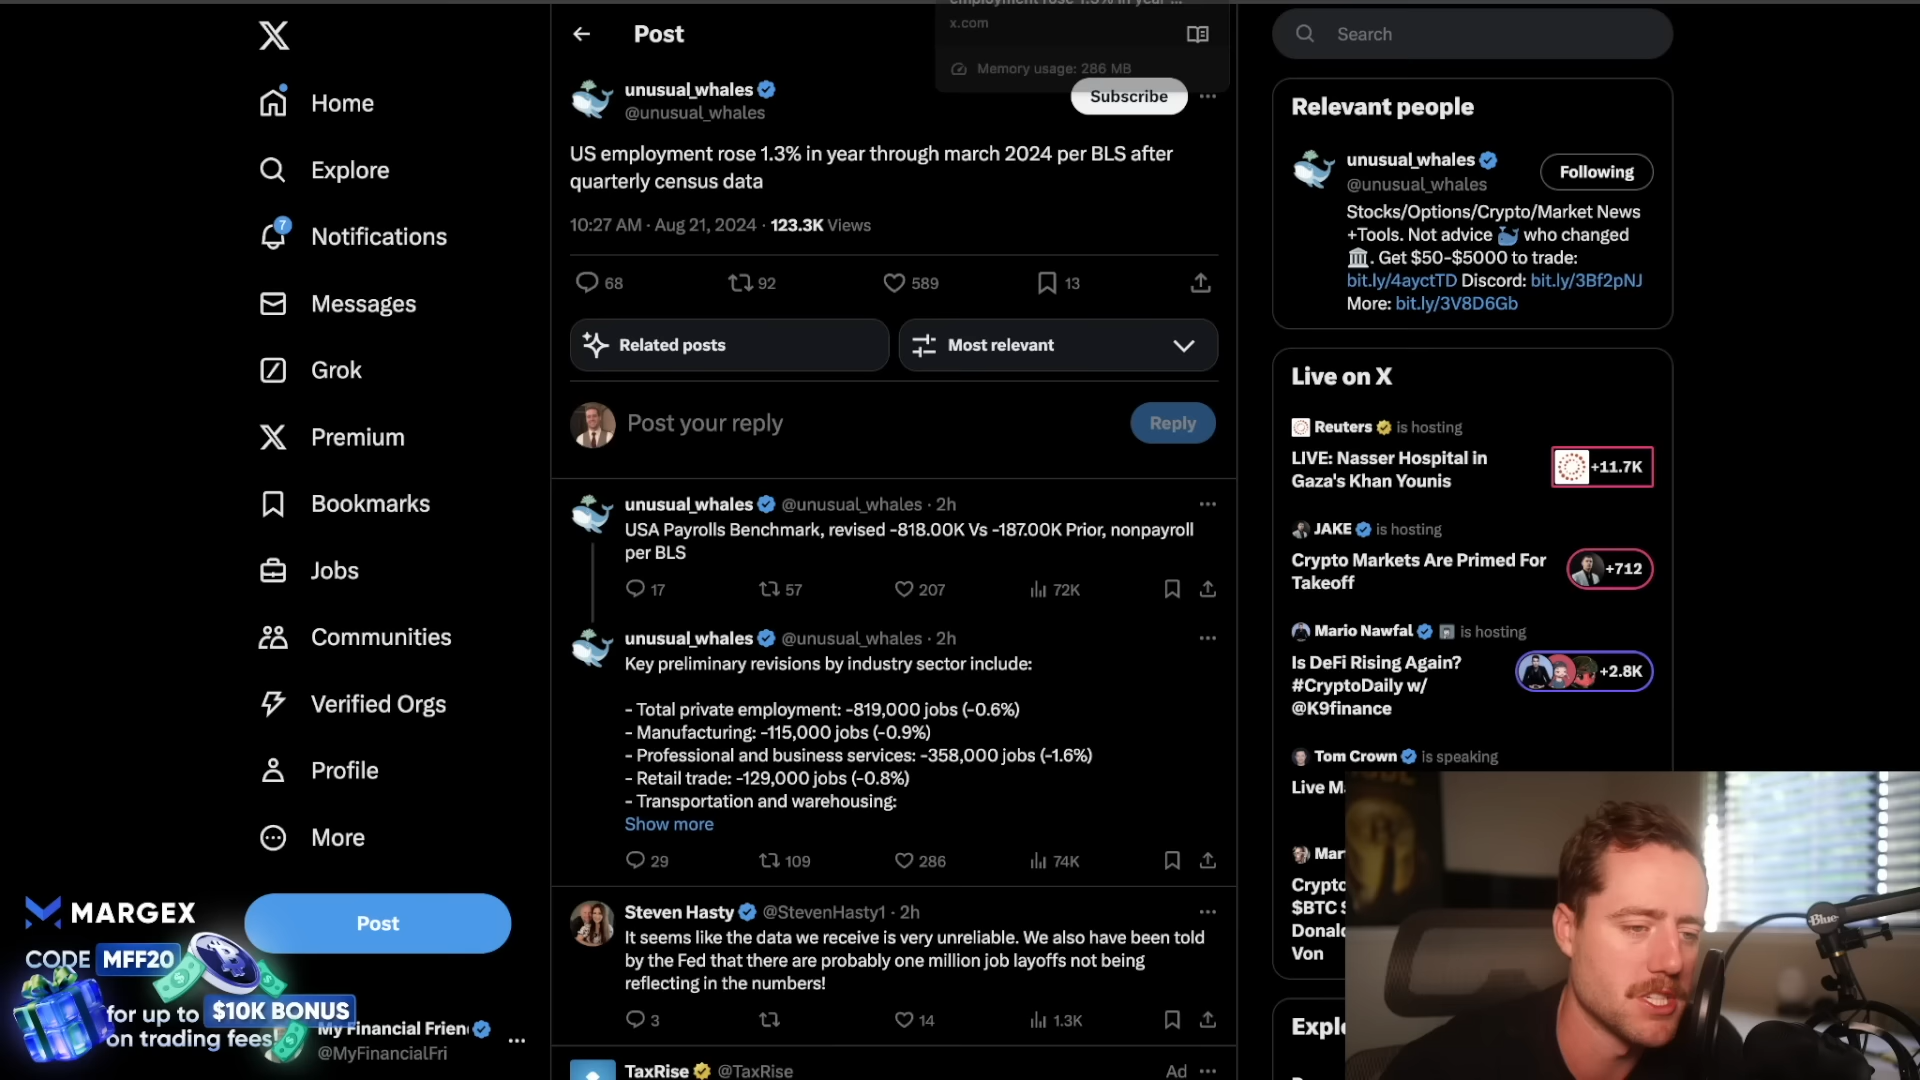 Post
employment rose 1.3% in year ...
x.com
Memory usage: 286 MB
Search
Home
Explore
7
Notifications
Messages
Grok
Premium
Bookmarks
Jobs
Communities
Verified Orgs
Profile
More
Post
My Financial Frien
@MyFinancialFri
MARGEX
CODE MFF20
for up to $10K BONUS
on trading fees!
unusual_whales
@unusual_whales
Subscribe
US employment rose 1.3% in year through march 2024 per BLS after
quarterly census data
10:27 AM · Aug 21, 2024 · 123.3K Views
68 92 589 13
Related posts
Most relevant
Post your reply
Reply
unusual_whales @unusual_whales · 2h
USA Payrolls Benchmark, revised -818.00K Vs -187.00K Prior, nonpayroll
per BLS
17 57 207 72K
unusual_whales @unusual_whales · 2h
Key preliminary revisions by industry sector include:
- Total private employment: -819,000 jobs (-0.6%)
- Manufacturing: -115,000 jobs (-0.9%)
- Professional and business services: -358,000 jobs (-1.6%)
- Retail trade: -129,000 jobs (-0.8%)
- Transportation and warehousing:
Show more
29 109 286 74K
Steven Hasty @StevenHasty1 · 2h
It seems like the data we receive is very unreliable. We also have been told
by the Fed that there are probably one million job layoffs not being
reflecting in the numbers!
3 14 1.3K
TaxRise @TaxRise Ad
Relevant people
unusual_whales
@unusual_whales
Following
Stocks/Options/Crypto/Market News
+Tools. Not advice 🐳 who changed
🏛. Get $50-$5000 to trade:
bit.ly/4ayctTD Discord: bit.ly/3Bf2pNJ
More: bit.ly/3V8D6Gb
Live on X
Reuters is hosting
LIVE: Nasser Hospital in
Gaza's Khan Younis
+11.7K
JAKE is hosting
Crypto Markets Are Primed For
Takeoff
+712
Mario Nawfal is hosting
Is DeFi Rising Again?
#CryptoDaily w/
@K9finance
+2.8K
Tom Crown is speaking
Live M
Mar
Crypto
$BTC
Donal
Von
Explo
Blue